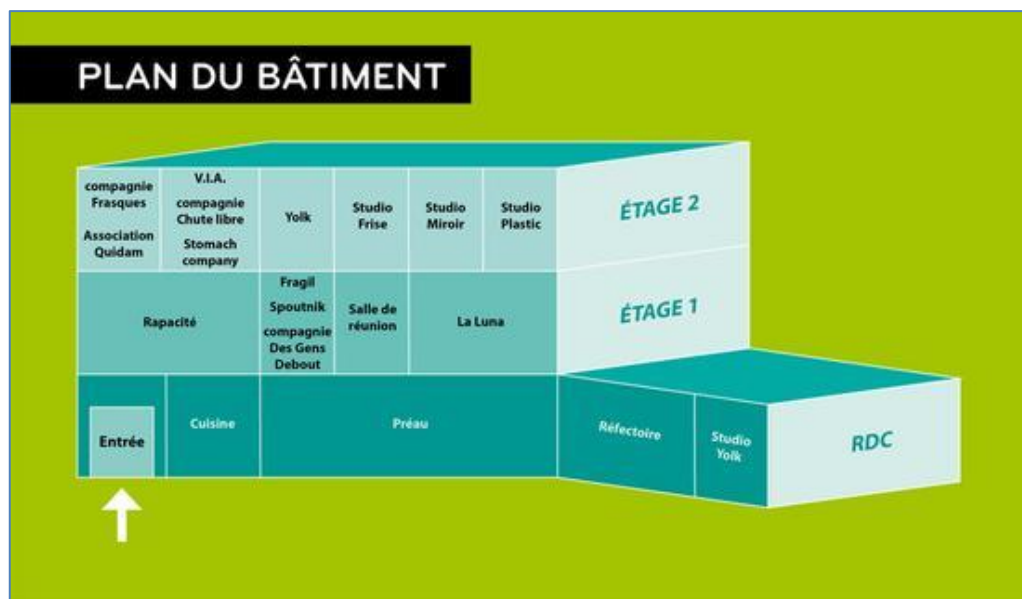 PLAN DU BÂTIMENT
compagnie
Frasques
Association
Quidam
V.I.A.
compagnie
Chute libre
Stomach
company
Yolk
Studio
Frise
Studio
Miroir
Studio
Plastic
ÉTAGE 2
Rapacité
Fragil
Spoutnik
compagnie
Des Gens
Debout
Salle de
réunion
La Luna
ÉTAGE 1
Entrée
Cuisine
Préau
Réfectoire
Studio
Yolk
RDC